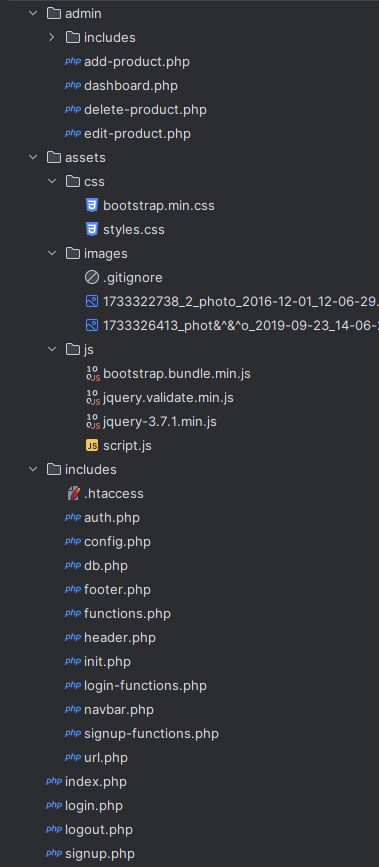 admin
includes
php add-product.php
php dashboard.php
php delete-product.php
php edit-product.php
assets
css
bootstrap.min.css
styles.css
images
.gitignore
1733322738_2_photo_2016-12-01_12-06-29.
1733326413_phot&^&^o_2019-09-23_14-06-2
js
bootstrap.bundle.min.js
jquery.validate.min.js
jquery-3.7.1.min.js
JS script.js
includes
.htaccess
php auth.php
php config.php
php db.php
php footer.php
php functions.php
php header.php
php init.php
php login-functions.php
php navbar.php
php signup-functions.php
php url.php
php index.php
php login.php
php logout.php
php signup.php